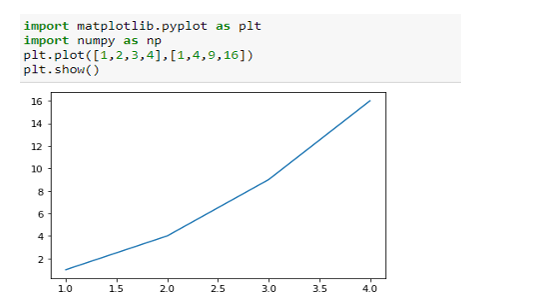 import matplotlib.pyplot as plt
import numpy as np
plt.plot([1,2,3,4],[1,4,9,16])
plt.show()
16
14
12
10
8
6
4
2
1.0 1.5 2.0 2.5 3.0 3.5 4.0